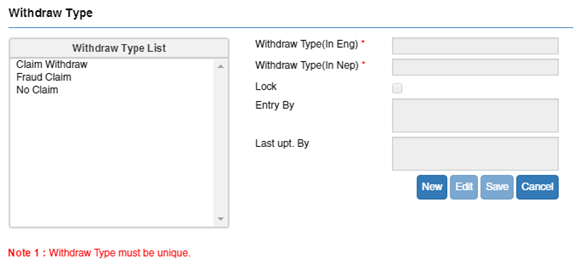 Withdraw Type
Withdraw Type List
Claim Withdraw
Fraud Claim
No Claim
Withdraw Type(In Eng) *
Withdraw Type(In Nep) *
Lock
Entry By
Last upt. By
New Edit Save Cancel
Note 1 : Withdraw Type must be unique.